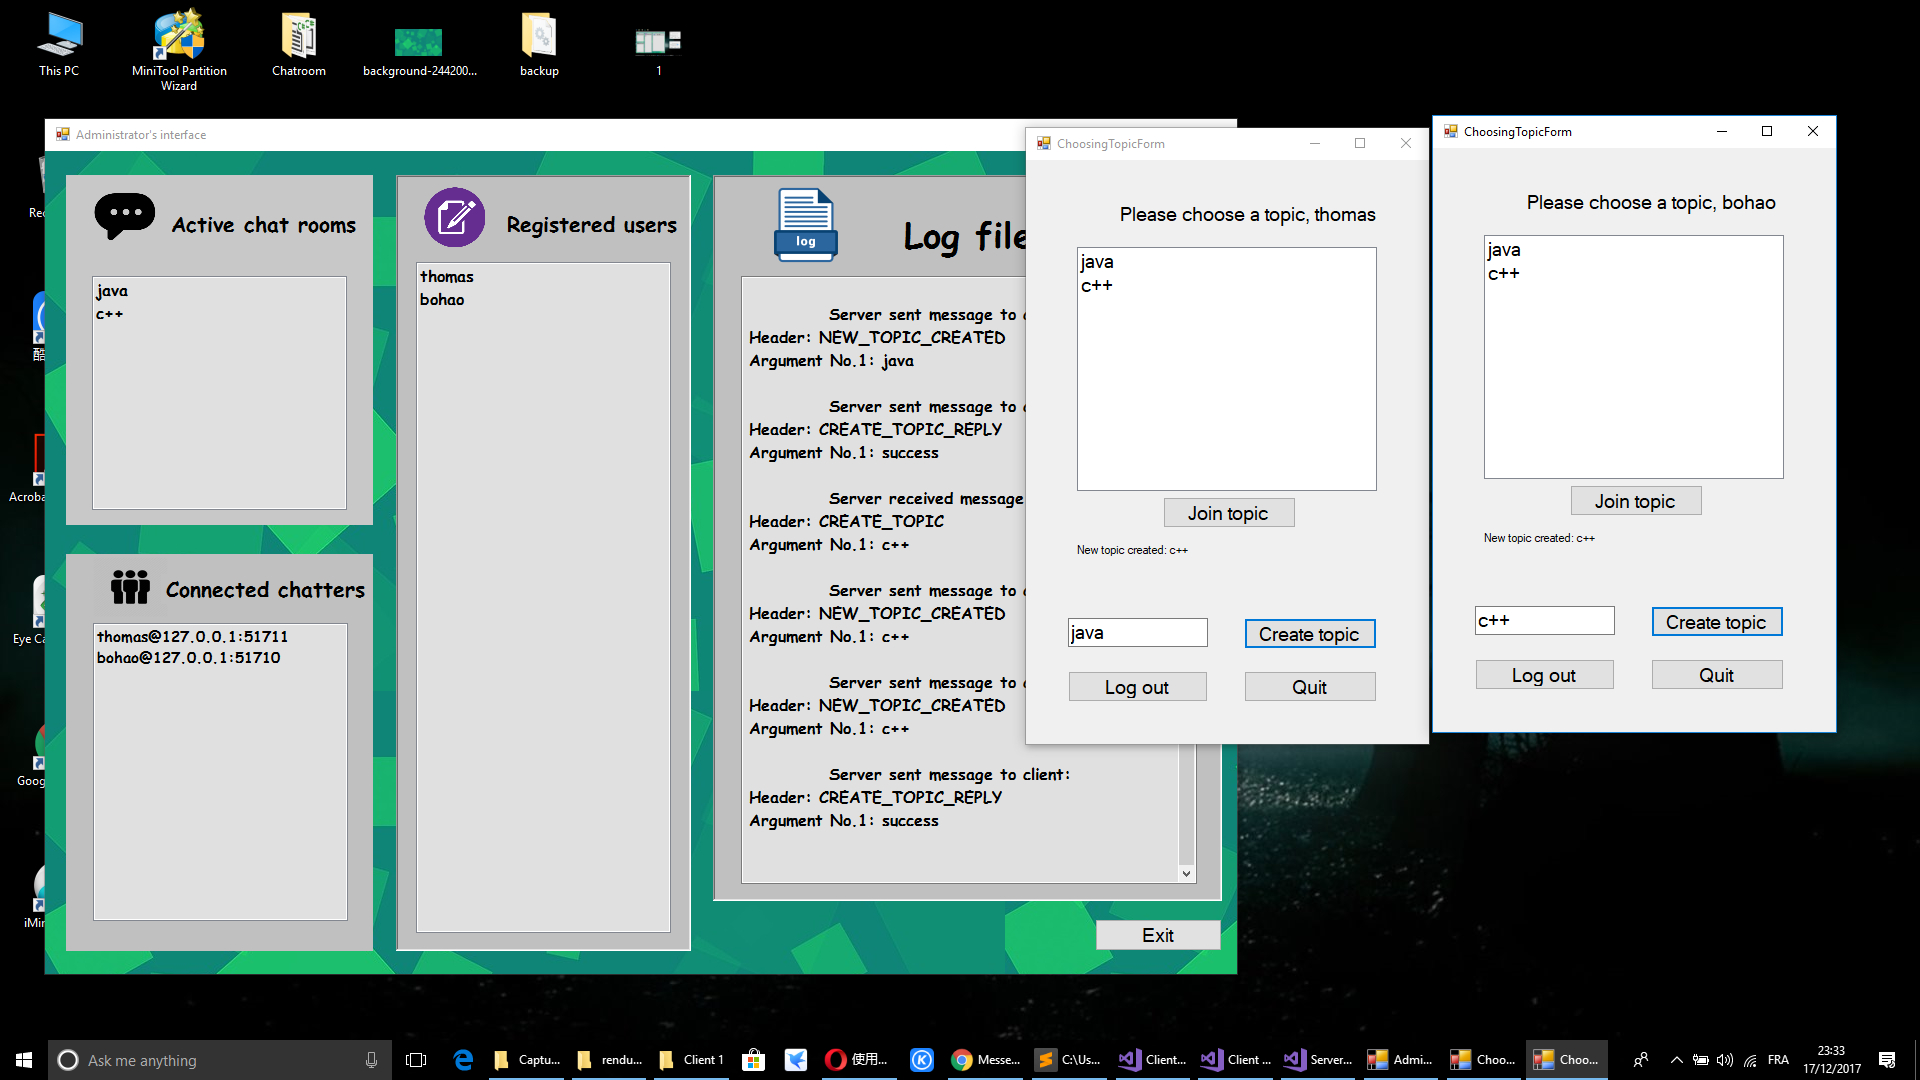 This PC
MiniTool Partition
Wizard
Chatroom
background-244200...
backup
1
Administrator's interface
Active chat rooms
java
c++
Connected chatters
thomas@127.0.0.1:51711
bohao@127.0.0.1:51710
Registered users
thomas
bohao
log
Log file
Server sent message to
Header: NEW_TOPIC_CREATED
Argument No.1: java
Server sent message to
Header: CREATE_TOPIC_REPLY
Argument No.1: success
Server received message
Header: CREATE_TOPIC
Argument No.1: c++
Server sent message to
Header: NEW_TOPIC_CREATED
Argument No.1: c++
Server sent message to
Header: NEW_TOPIC_CREATED
Argument No.1: c++
Server sent message to client:
Header: CREATE_TOPIC_REPLY
Argument No.1: success
Exit
ChoosingTopicForm
Please choose a topic, thomas
java
c++
Join topic
New topic created: c++
java
Create topic
Log out
Quit
ChoosingTopicForm
Please choose a topic, bohao
java
c++
Join topic
New topic created: c++
c++
Create topic
Log out
Quit
Rec
酷
Acroba
Eye Ca
Goog
iMin
Ask me anything
Captu...
rendu...
Client 1
使用...
K
Messe...
C:\Us...
Client...
Client ...
Server...
Admi...
Choo...
Choo...
FRA
23:33
17/12/2017